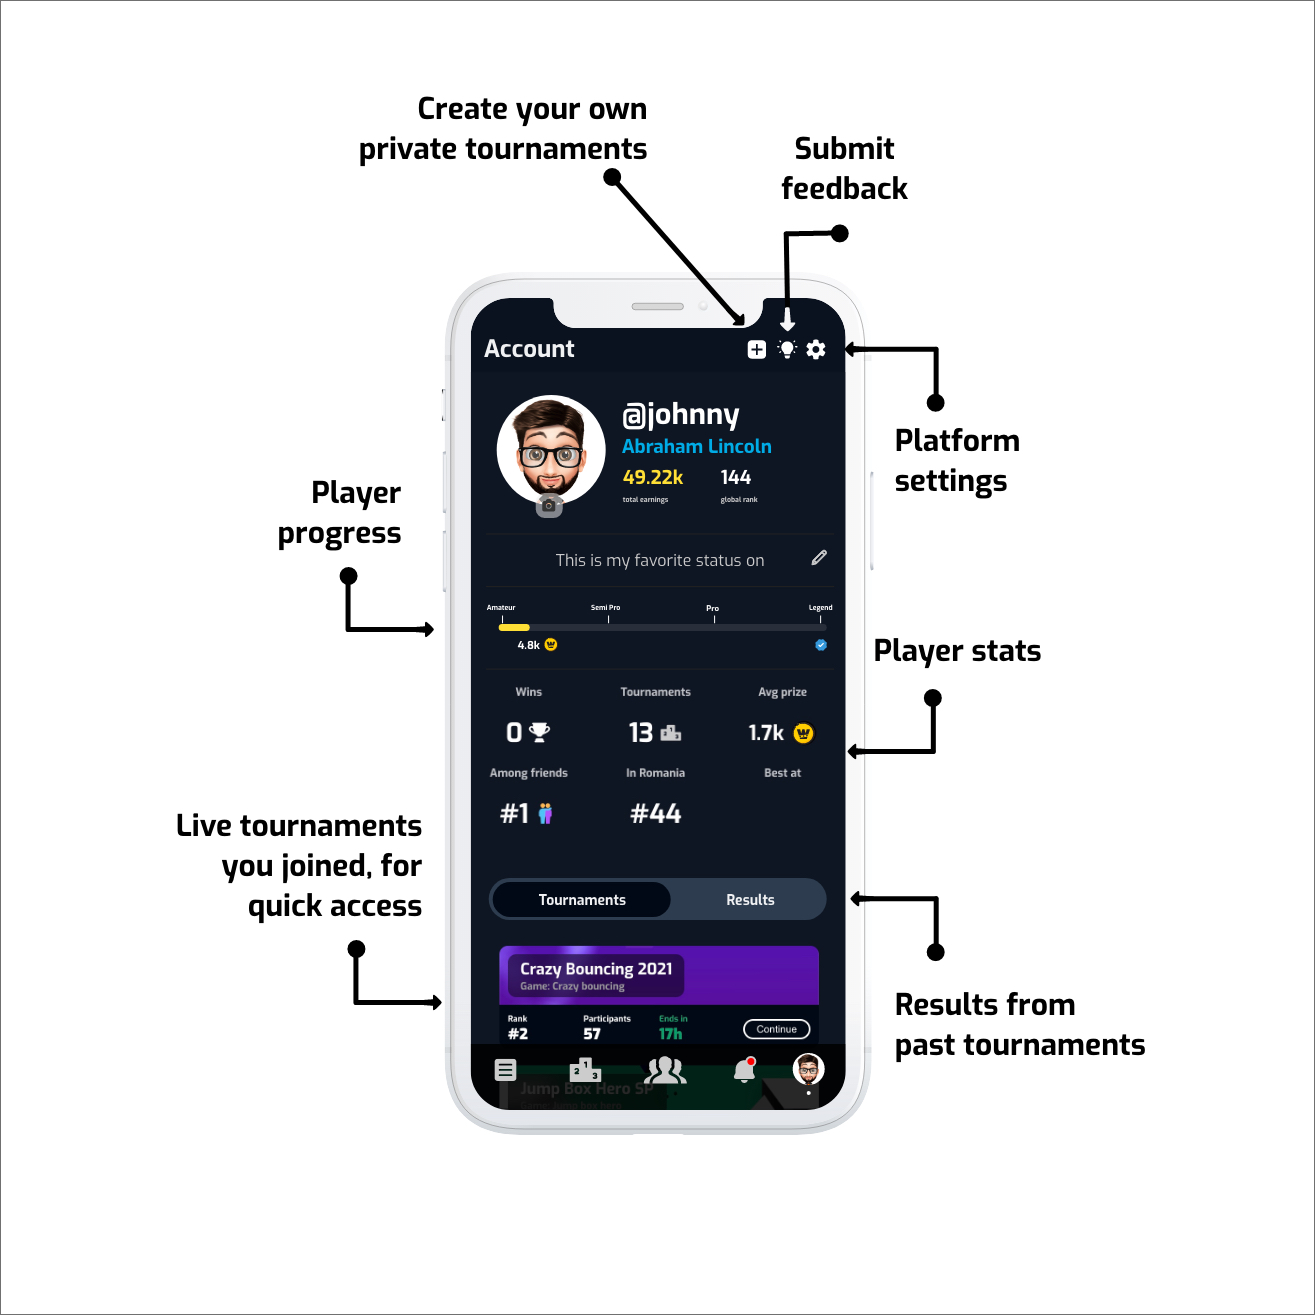 Create your own
private tournaments
Submit
feedback
Account
Platform
settings
@johnny
Abraham Lincoln
49.22k
144
total earnings
global rank
Player
progress
This is my favorite status on
Amateur
Semi Pro
Pro
Legend
4.8k
Player stats
Wins
Tournaments
Avg prize
0
13
1.7k
Among friends
In Romania
Best at
#1
#44
Live tournaments
you joined, for
quick access
Tournaments
Results
Crazy Bouncing 2021
Game: Crazy bouncing
Rank
Participants
Ends in
#2
57
17h
Continue
Results from
past tournaments
2 1 3
Jump Box Hero SP